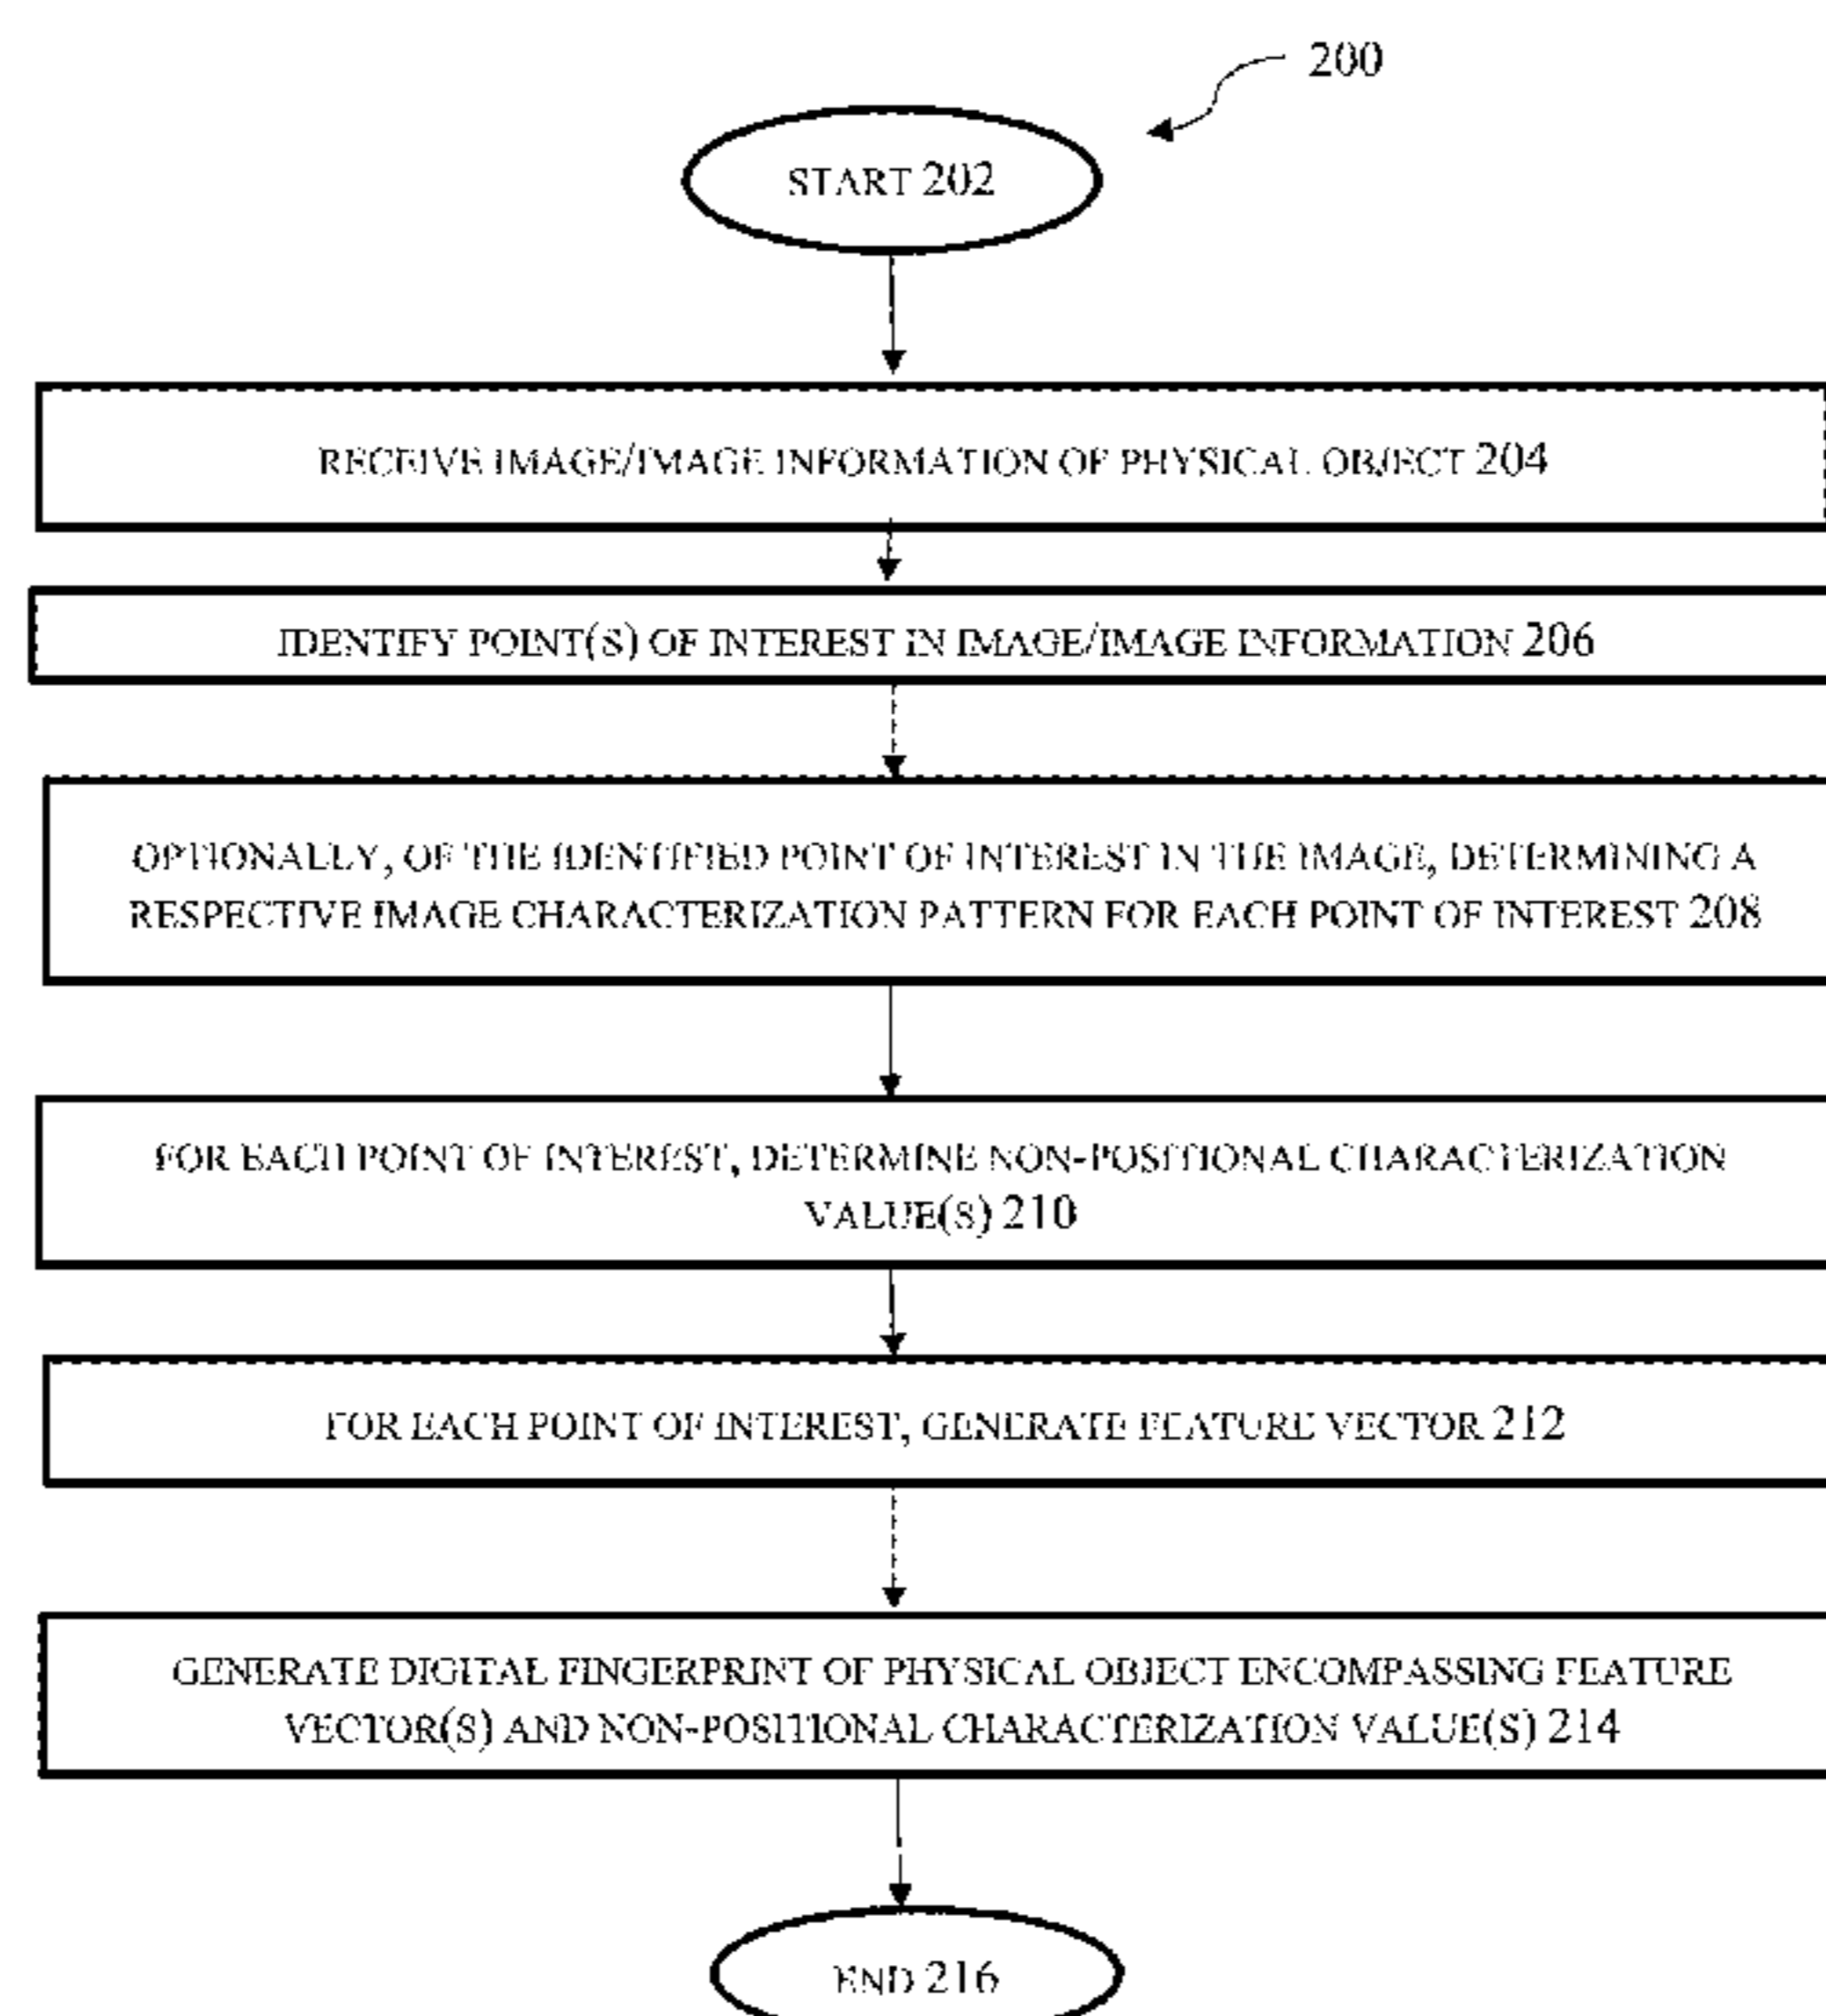 200
START 202
RECEIVE IMAGE/IMAGE INFORMATION OF PHYSICAL OBJECT 204
IDENTIFY POINT(S) OF INTEREST IN IMAGE/IMAGE INFORMATION 206
OPTIONALLY, OF THE IDENTIFIED POINT OF INTEREST IN THE IMAGE, DETERMINING A
RESPECTIVE IMAGE CHARACTERIZATION PATTERN FOR EACH POINT OF INTEREST 208
FOR EACH POINT OF INTEREST, DETERMINE NON-POSITIONAL CHARACTERIZATION
VALUE(S) 210
FOR EACH POINT OF INTEREST, GENERATE FEATURE VECTOR 212
GENERATE DIGITAL FINGERPRINT OF PHYSICAL OBJECT ENCOMPASSING FEATURE
VECTOR(S) AND NON-POSITIONAL CHARACTERIZATION VALUE(S) 214
END 216